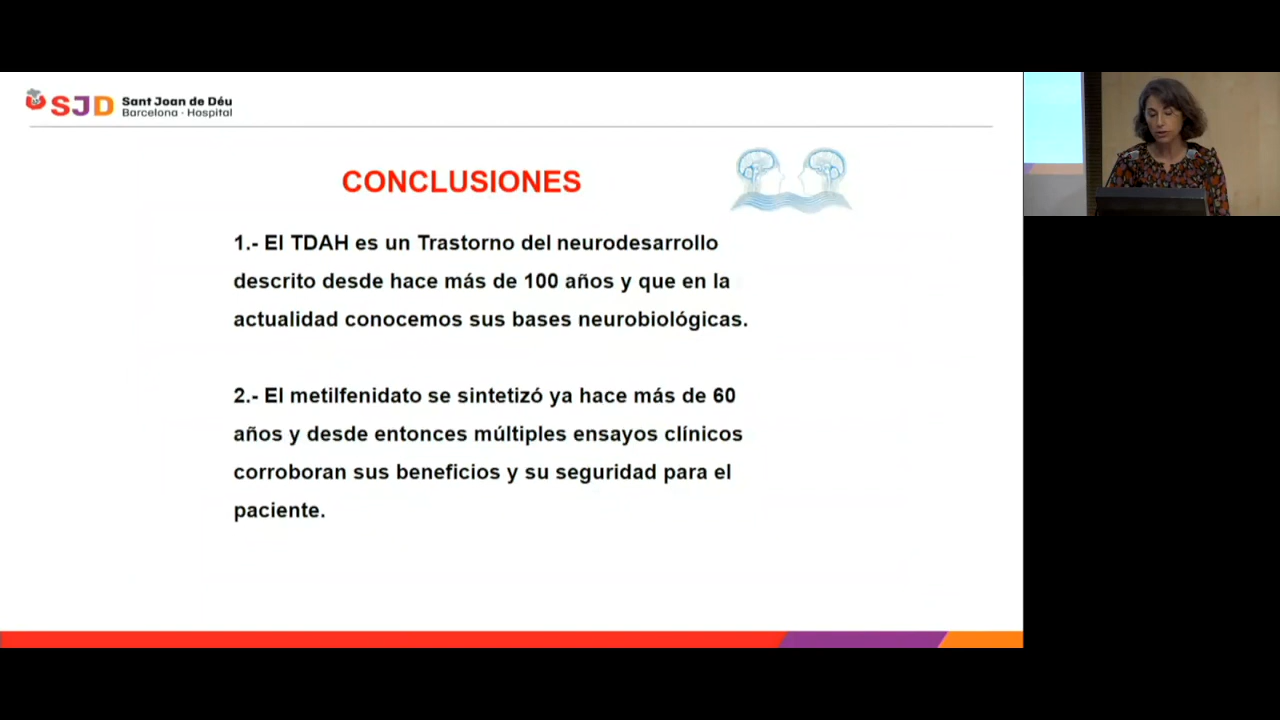 SJD Sant Joan de Déu
Barcelona · Hospital
CONCLUSIONES
1.- El TDAH es un Trastorno del neurodesarrollo
descrito desde hace más de 100 años y que en la
actualidad conocemos sus bases neurobiológicas.
2.- El metilfenidato se sintetizó ya hace más de 60
años y desde entonces múltiples ensayos clínicos
corroboran sus beneficios y su seguridad para el
paciente.